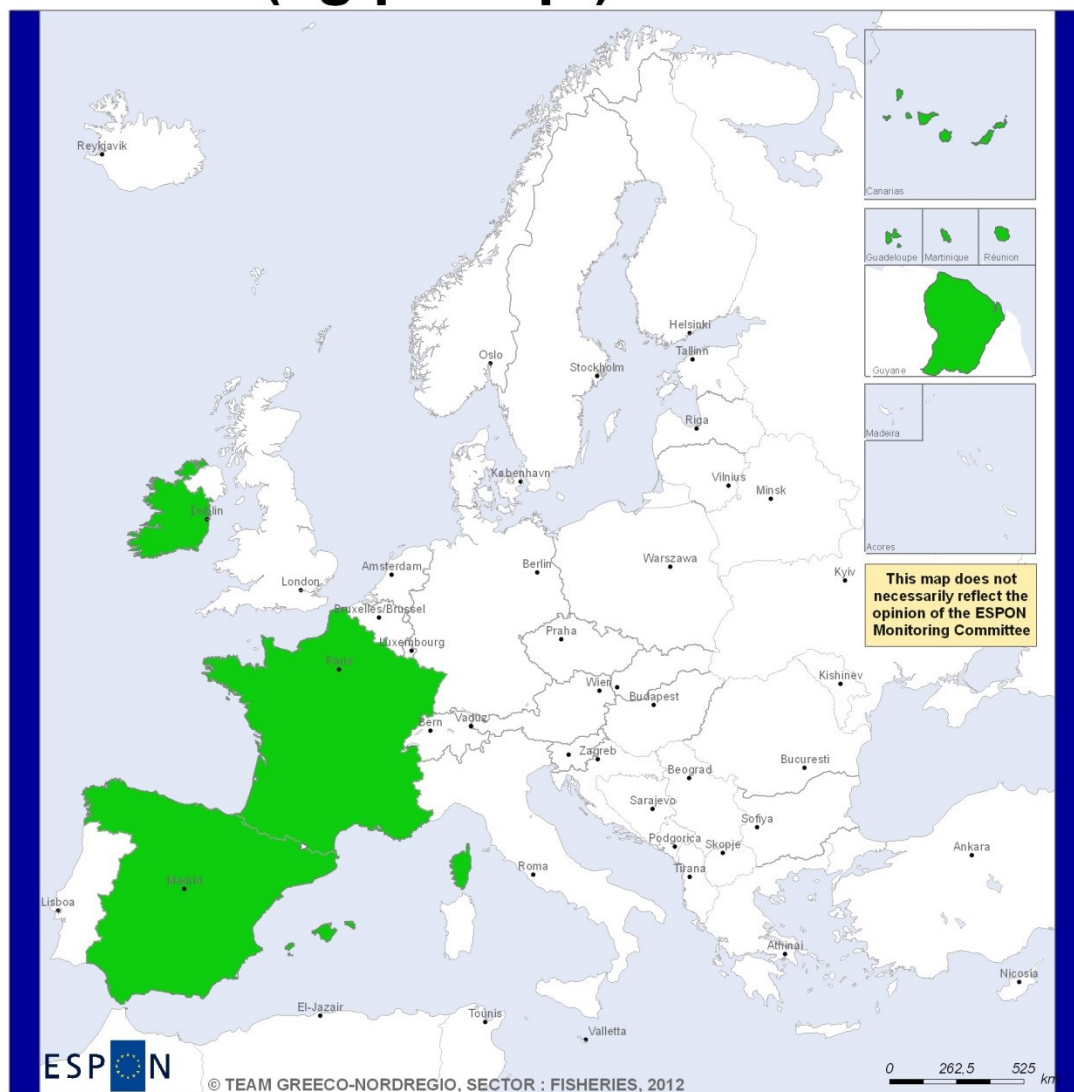 Reykjavik
Canarias
Guadeloupe
Martinique
Réunion
Guyane
Helsinki
Tallinn
Oslo
Stockholm
Riga
Madeira
København
Vilnius
Minsk
Dublin
Acores
Amsterdam
Berlin
Warszawa
Kyiv
London
This map does not
necessarily reflect the
opinion of the ESPON
Monitoring Committee
Bruxelles/Brussel
Praha
Luxembourg
Paris
Kishinev
Wien
Budapest
Bern
Vaduz
Zagreb
Bucuresti
Beograd
Sarajevo
Sofiya
Podgorica
Skopje
Ankara
Tirana
Roma
Madrid
Lisboa
Athinai
Nicosia
El-Jazair
Tounis
Valletta
ESPON
0 262,5 525
km
© TEAM GREECO-NORDREGIO, SECTOR : FISHERIES, 2012